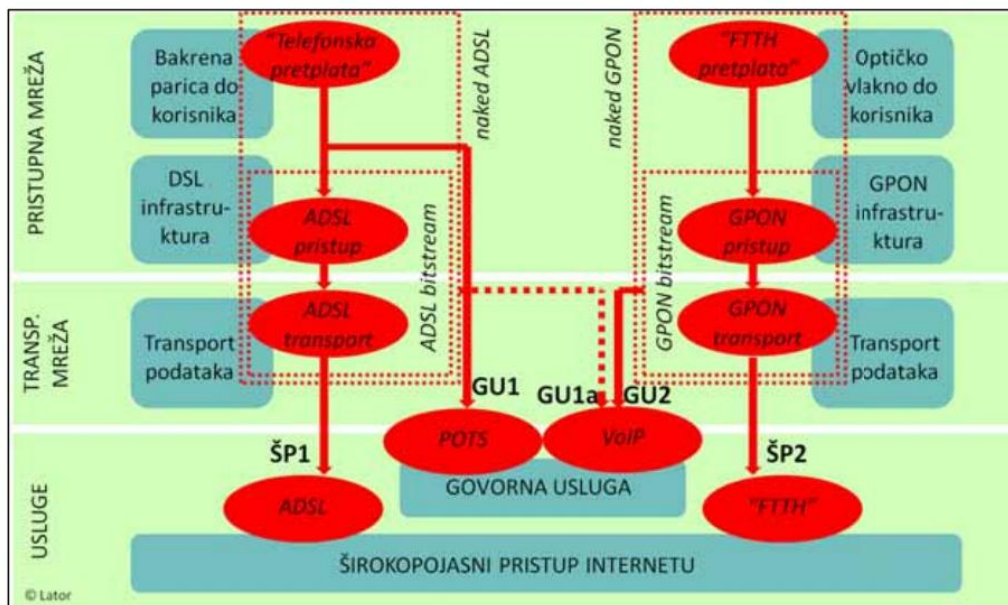 PRISTUPNA MREŽA
Bakrena
parica do
korisnika
"Telefonska
pretplata"
naked ADSL
naked GPON
"FTTH
pretplata"
Optičko
vlakno do
korisnika
DSL
infrastru-
ktura
ADSL
pristup
ADSL bitstream
GPON bitstream
GPON
pristup
GPON
infrastru-
ktura
TRANSP.
MREŽA
Transport
podataka
ADSL
transport
GPON
transport
Transport
podataka
GU1
GU1a
GU2
USLUGE
ŠP1
POTS
VoiP
ŠP2
GOVORNA USLUGA
ADSL
"FTTH"
ŠIROKOPOJASNI PRISTUP INTERNETU
© Lator